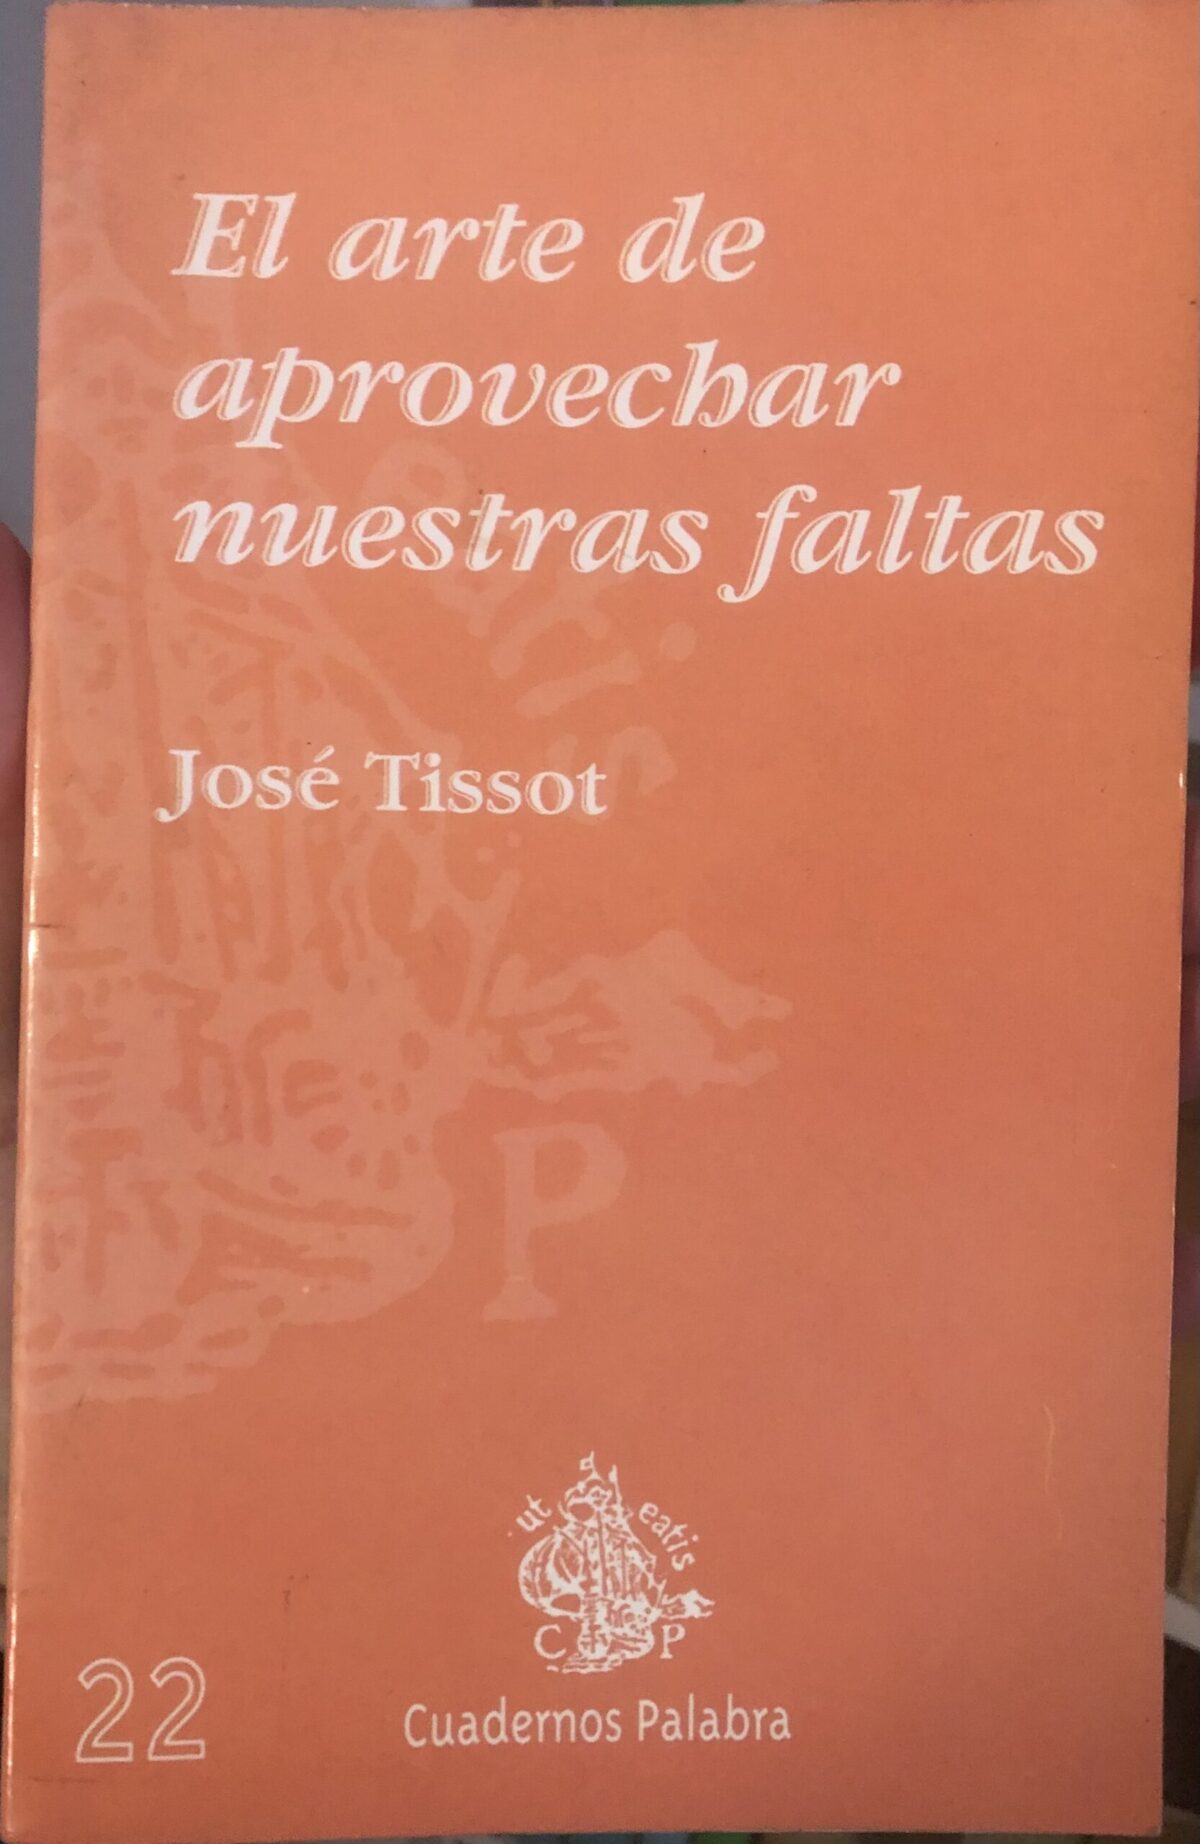 El arte de
aprovechar
nuestras faltas
José Tissot
P
ut eatis
C P
22
Cuadernos Palabra